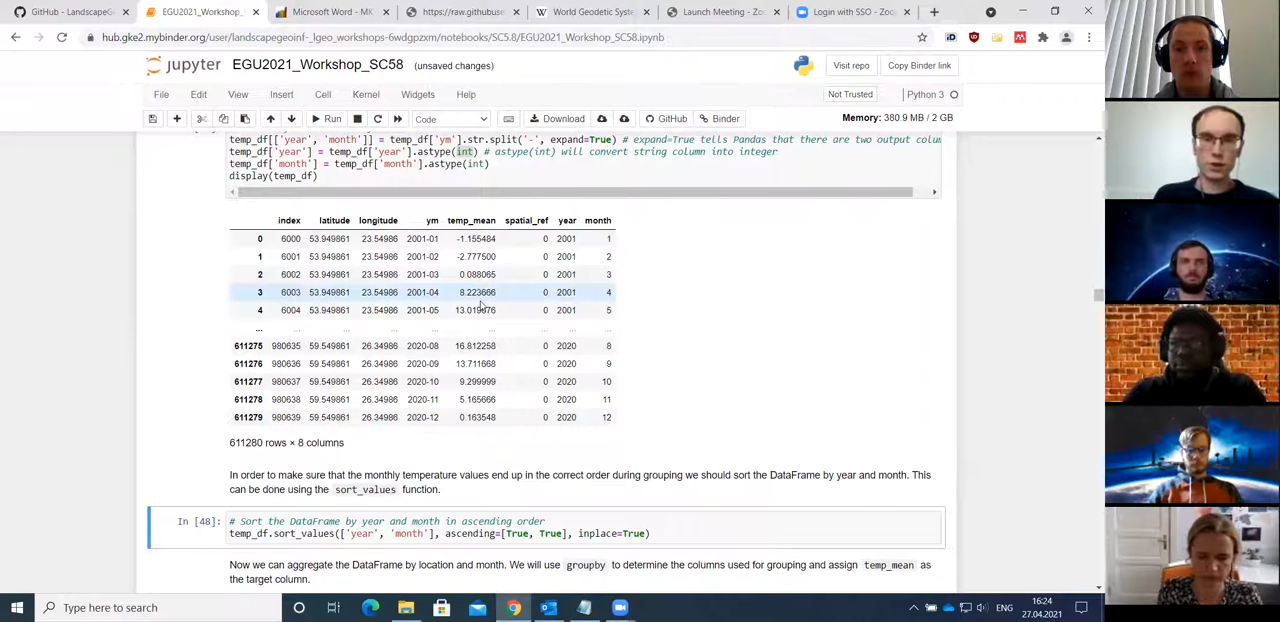 GitHub - LandscapeGe
EGU2021_Workshop_
Microsoft Word - MK
https://raw.githubuse
World Geodetic Syste
Launch Meeting - Zoo
Login with SSO - Zoo
hub.gke2.mybinder.org/user/landscapegeoinf-_lgeo_workshops-6wdgpzxm/notebooks/SC5.8/EGU2021_Workshop_SC58.ipynb
jupyter EGU2021_Workshop_SC58 (unsaved changes) Visit repo Copy Binder link
File Edit View Insert Cell Kernel Widgets Help Not Trusted Python 3
Run Code Download GitHub Binder Memory: 380.9 MB / 2 GB
temp_df[['year', 'month']] = temp_df['ym'].str.split('-', expand=True) # expand=True tells Pandas that there are two output colum
temp_df['year'] = temp_df['year'].astype(int) # astype(int) will convert string column into integer
temp_df['month'] = temp_df['month'].astype(int)
display(temp_df)
index latitude longitude ym temp_mean spatial_ref year month
0 6000 53.949861 23.54986 2001-01 -1.155484 0 2001 1
1 6001 53.949861 23.54986 2001-02 -2.777500 0 2001 2
2 6002 53.949861 23.54986 2001-03 0.088065 0 2001 3
3 6003 53.949861 23.54986 2001-04 8.223666 0 2001 4
4 6004 53.949861 23.54986 2001-05 0 2001 5
... ... ... ... ... ... ... ... ...
611275 980635 59.549861 26.34986 2020-08 16.812258 0 2020 8
611276 980636 59.549861 26.34986 2020-09 13.711668 0 2020 9
611277 980637 59.549861 26.34986 2020-10 9.299999 0 2020 10
611278 980638 59.549861 26.34986 2020-11 5.165666 0 2020 11
611279 980639 59.549861 26.34986 2020-12 0.163548 0 2020 12
611280 rows × 8 columns
In order to make sure that the monthly temperature values end up in the correct order during grouping we should sort the DataFrame by year and month. This
can be done using the sort_values function.
In [48]: # Sort the DataFrame by year and month in ascending order
temp_df.sort_values(['year', 'month'], ascending=[True, True], inplace=True)
Now we can aggregate the DataFrame by location and month. We will use groupby to determine the columns used for grouping and assign temp_mean as
the target column.
Type here to search
ENG
16:24
27.04.2021